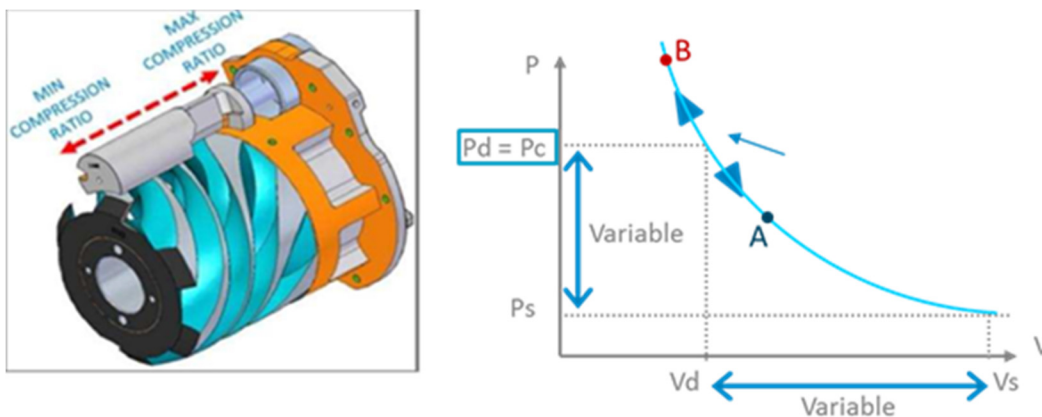 MIN
COMPRESSION
RATIO
MAX
COMPRESSION
RATIO
P
B
Pd = Pc
Variable
A
Ps
V
Vd
Vs
Variable